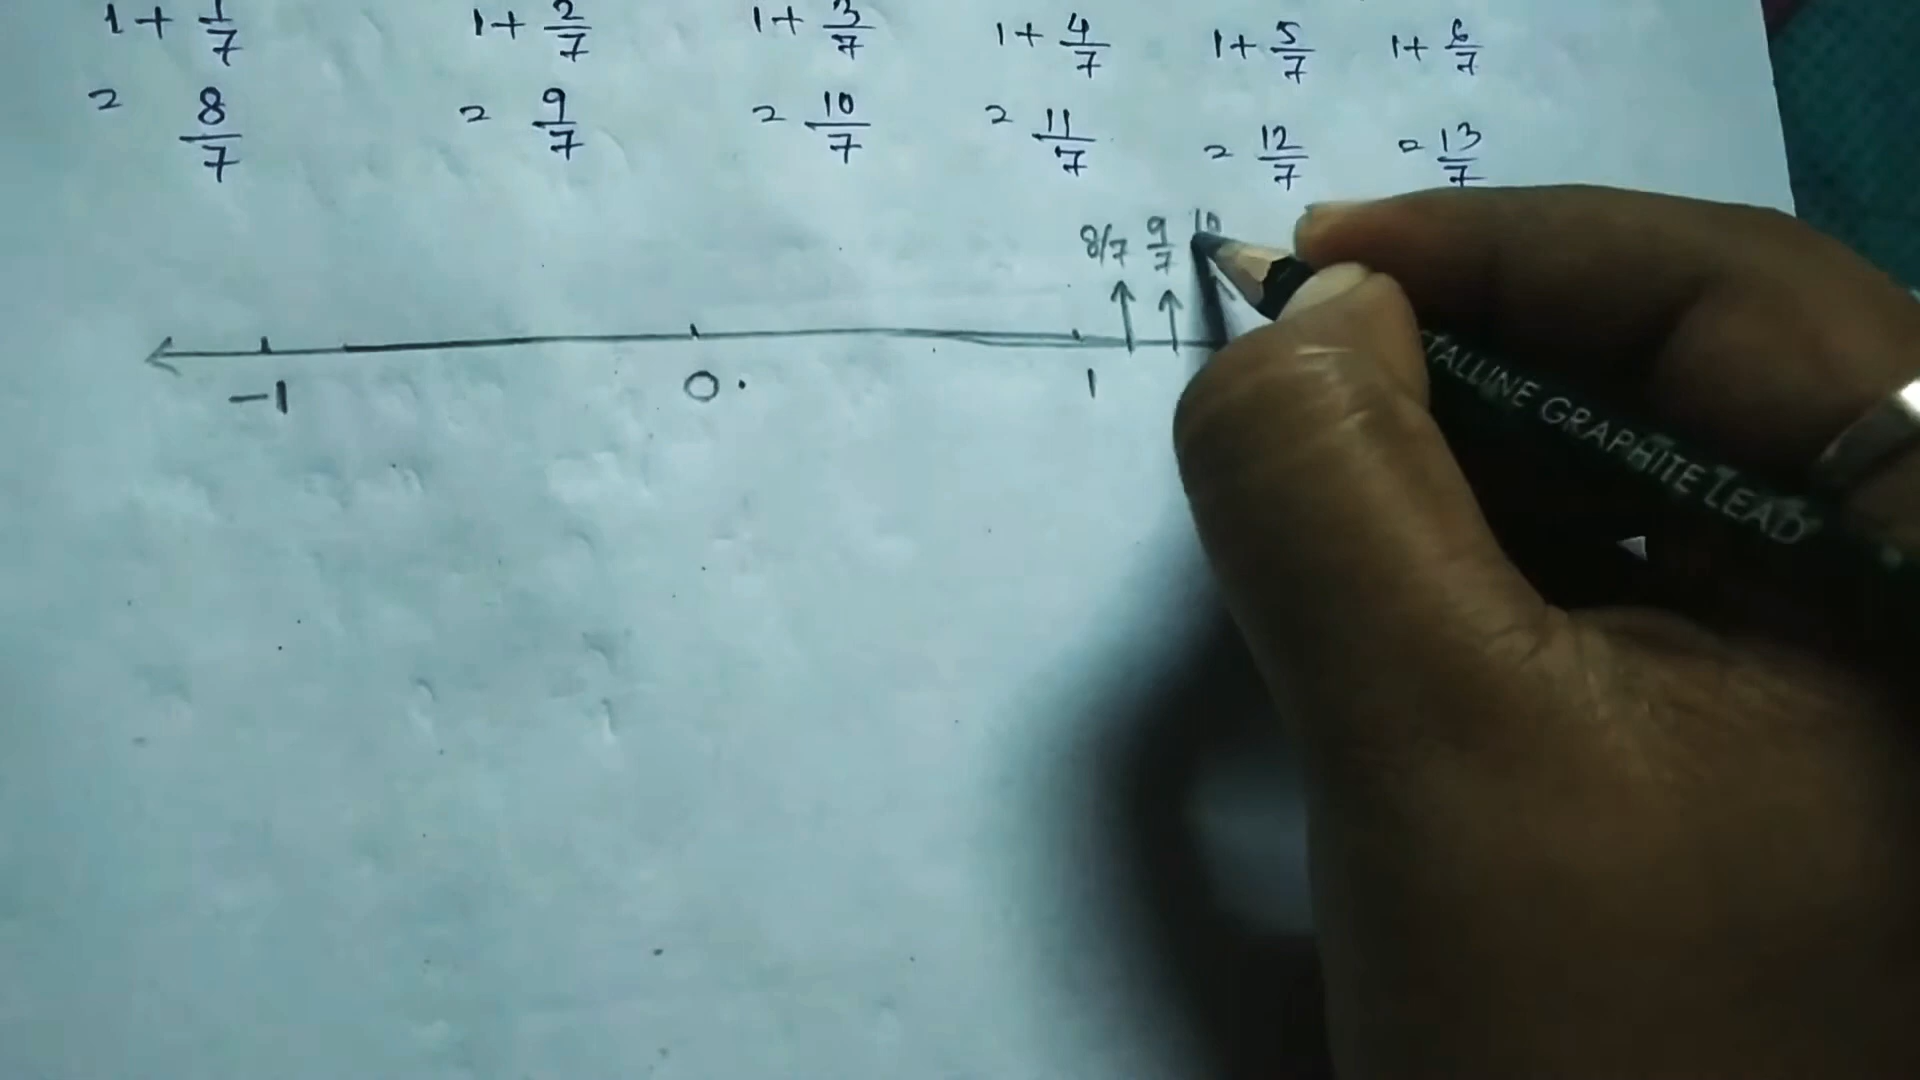 1 + 1/7   1 + 2/7   1 + 3/7   1 + 4/7   1 + 5/7   1 + 6/7
= 8/7   = 9/7   = 10/7   = 11/7   = 12/7   = 13/7
8/7   9/7   10
-1   0   1
TALLINE GRAPHITE LEAD